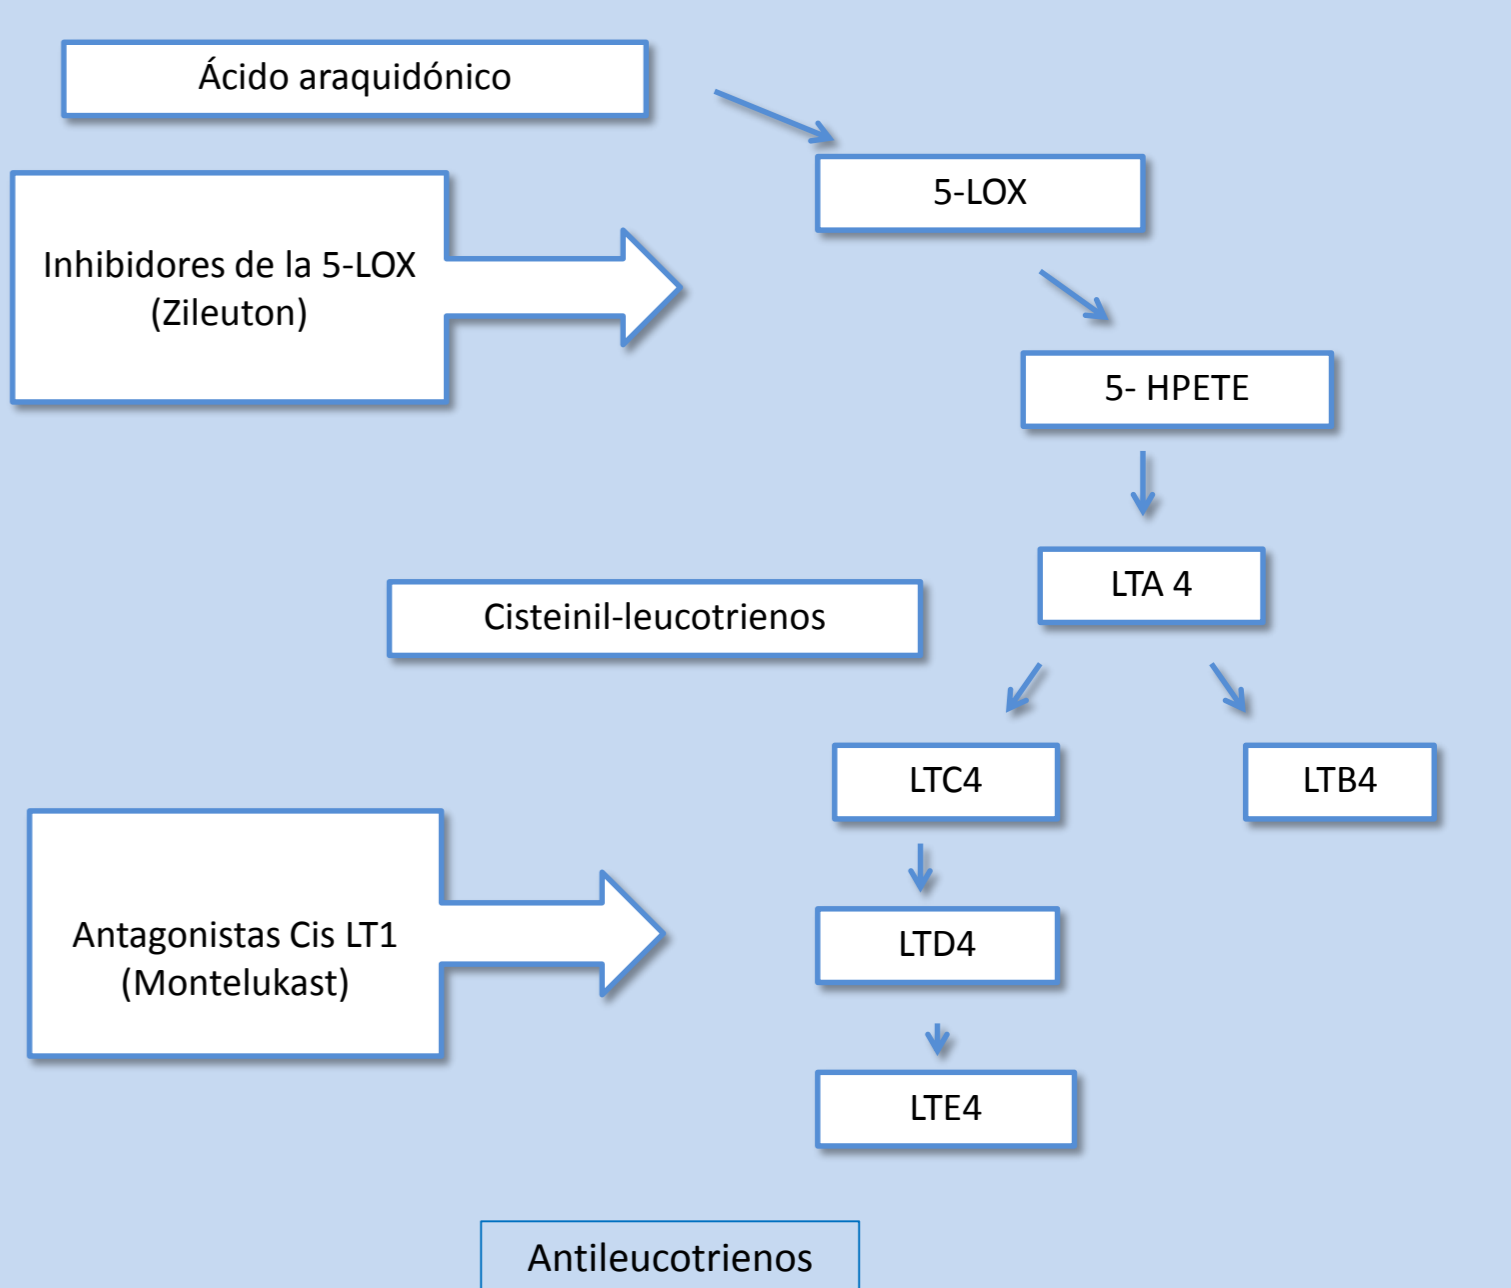 Ácido araquidónico
5-LOX
Inhibidores de la 5-LOX
(Zileuton)
5- HPETE
LTA 4
Cisteinil-leucotrienos
LTC4
LTB4
Antagonistas Cis LT1
(Montelukast)
LTD4
LTE4
Antileucotrienos